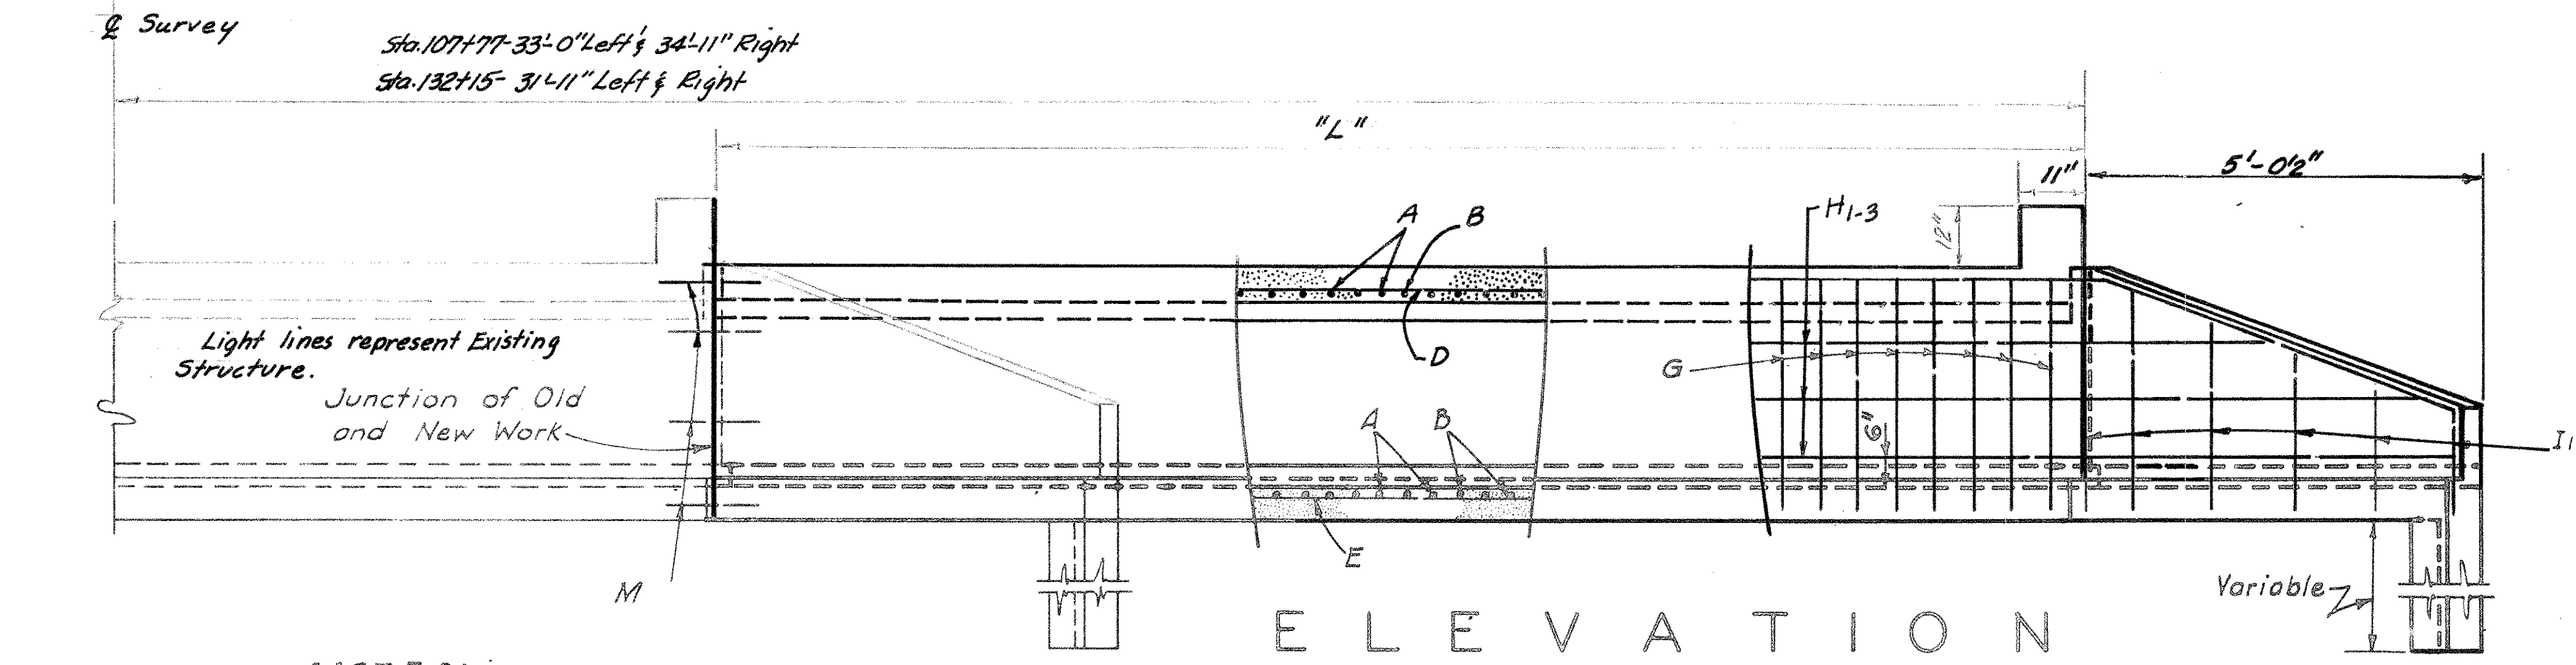 ℄ Survey
Sta.107+77-33'-0"Left & 34'-11" Right
Sta.132+15- 31'-11" Left & Right
"L"
5'-0½"
11"
12"
A
B
H1-3
D
G
Light lines represent Existing
Structure.
Junction of Old
and New Work
A
B
6"
I1
E
M
Variable
ELEVATION